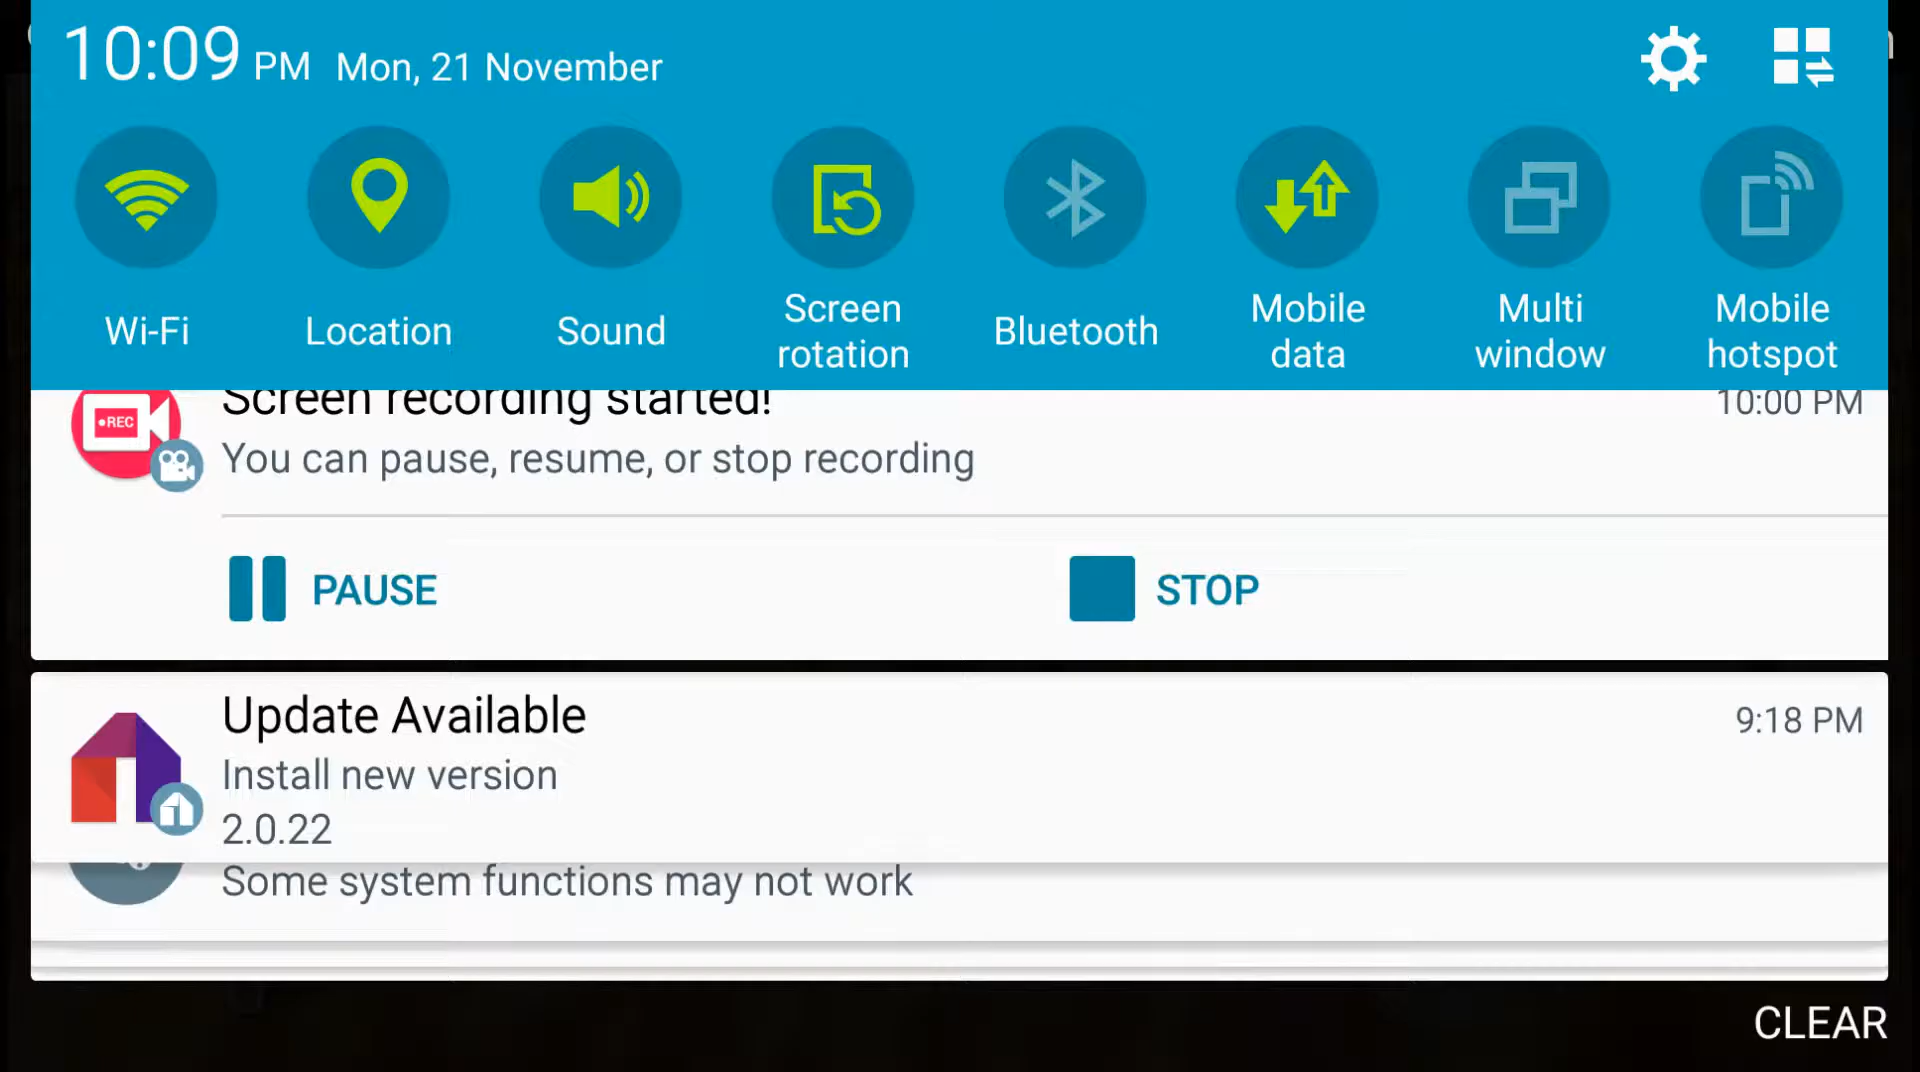 10:09 PM Mon, 21 November
Wi-Fi
Location
Sound
Screen
rotation
Bluetooth
Mobile
data
Multi
window
Mobile
hotspot
Screen recording started!
10:00 PM
REC
You can pause, resume, or stop recording
PAUSE
STOP
Update Available
9:18 PM
Install new version
2.0.22
Some system functions may not work
CLEAR